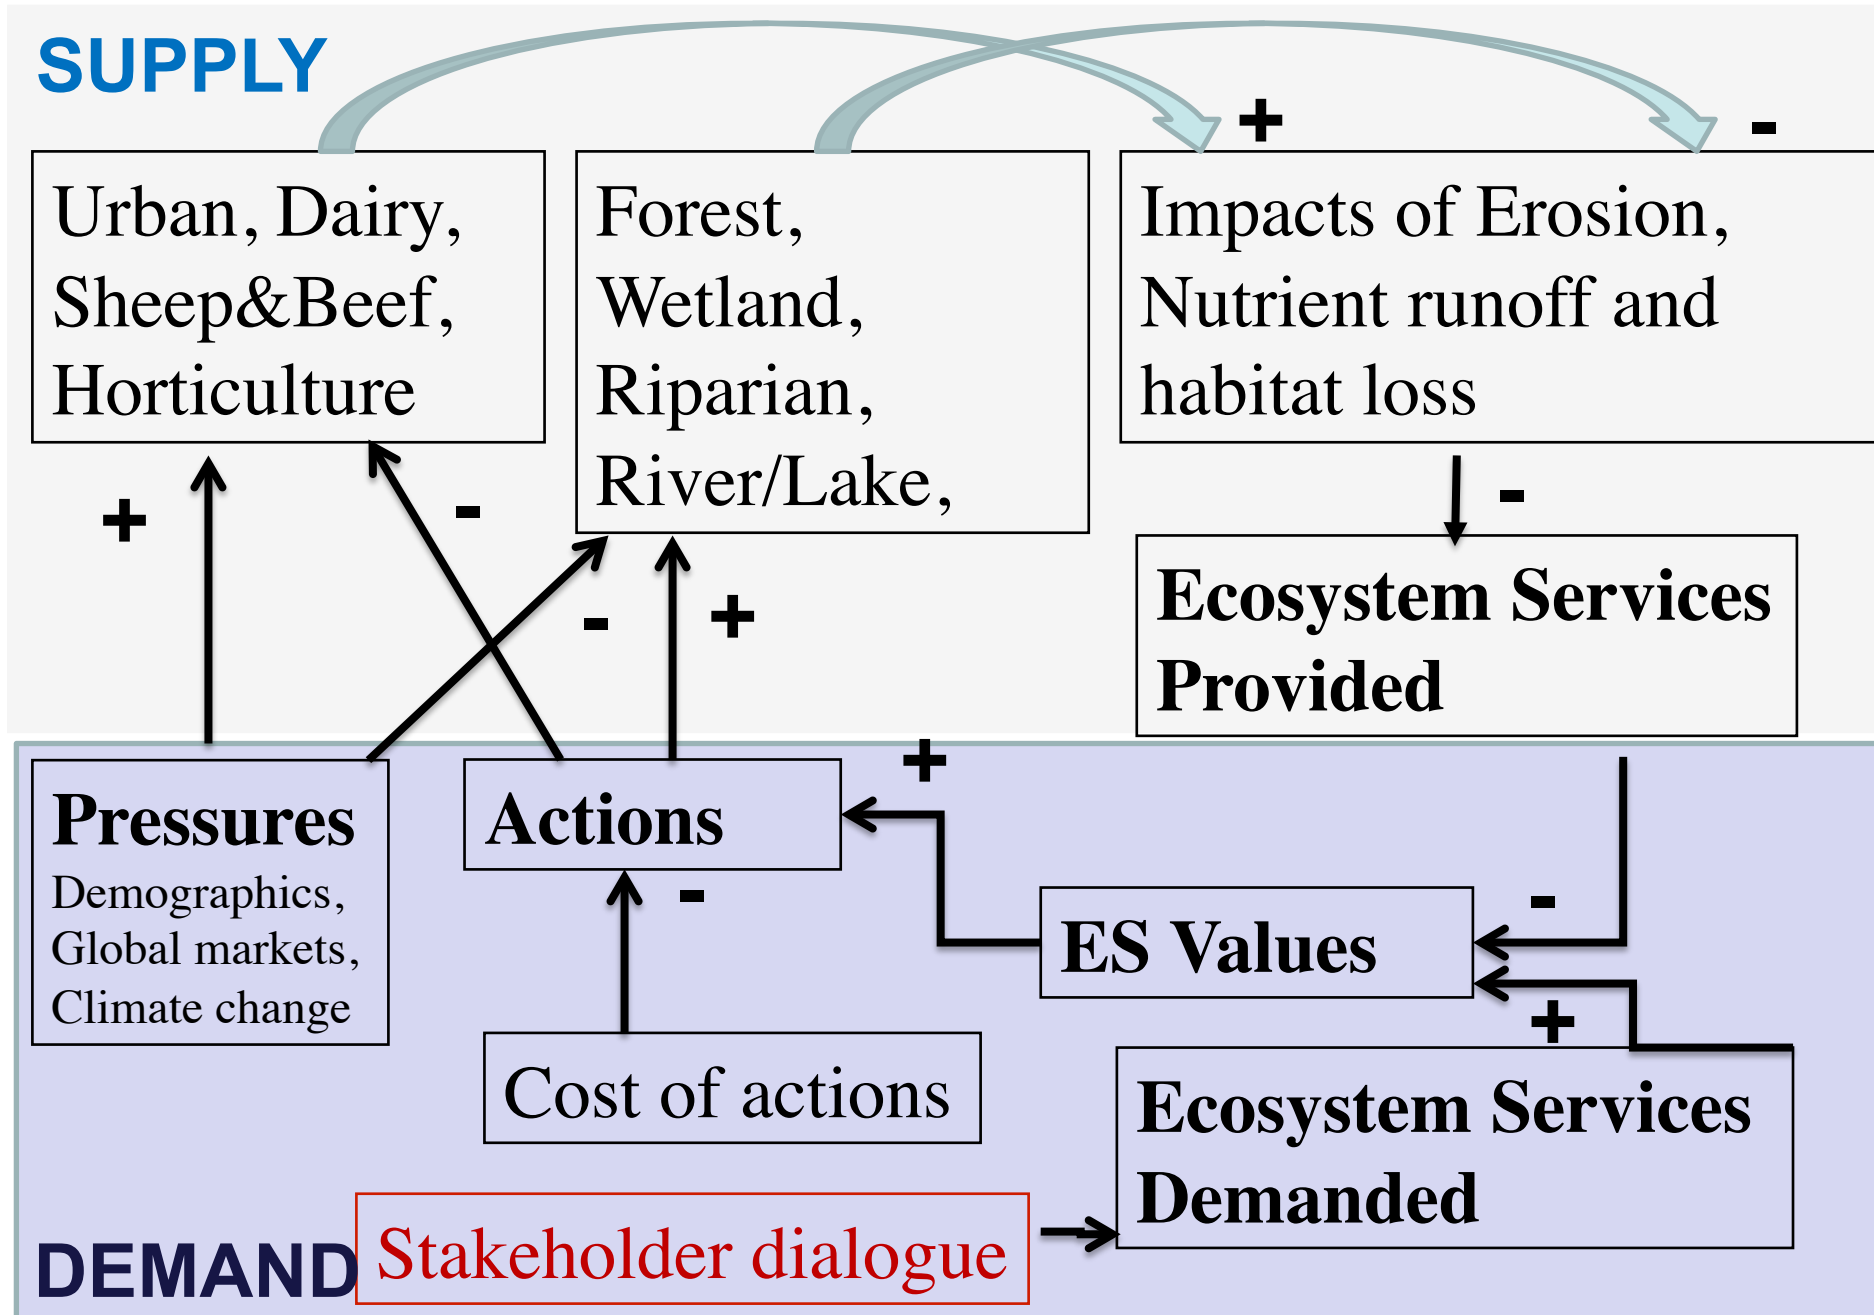 SUPPLY
+
-
Urban, Dairy,
Sheep&Beef,
Horticulture
Forest,
Wetland,
Riparian,
River/Lake,
Impacts of Erosion,
Nutrient runoff and
habitat loss
+
-
-
+
-
Ecosystem Services
Provided
Pressures
Demographics,
Global markets,
Climate change
Actions
+
-
ES Values
-
+
Cost of actions
Ecosystem Services
Demanded
Stakeholder dialogue
DEMAND